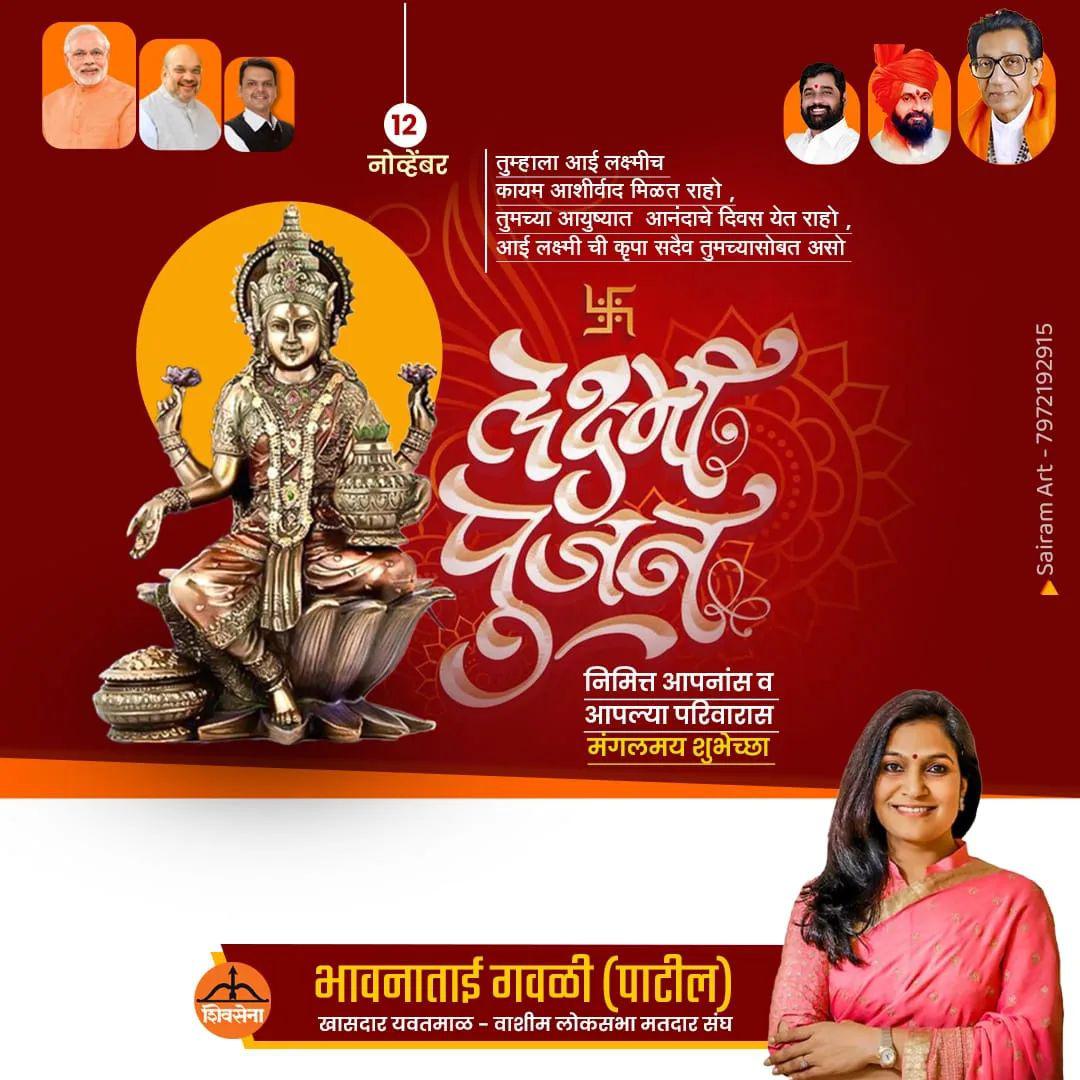 12
नोव्हेंबर
तुम्हाला आई लक्ष्मीच
कायम आशीर्वाद मिळत राहो ,
तुमच्या आयुष्यात आनंदाचे दिवस येत राहो ,
आई लक्ष्मी ची कृपा सदैव तुमच्यासोबत असो
लक्ष्मी
पुजन
निमित्त आपनांस व
आपल्या परिवारास
मंगलमय शुभेच्छा
Sairam Art - 7972192915
भावनाताई गवळी (पाटील)
खासदार यवतमाळ - वाशीम लोकसभा मतदार संघ
शिवसेना